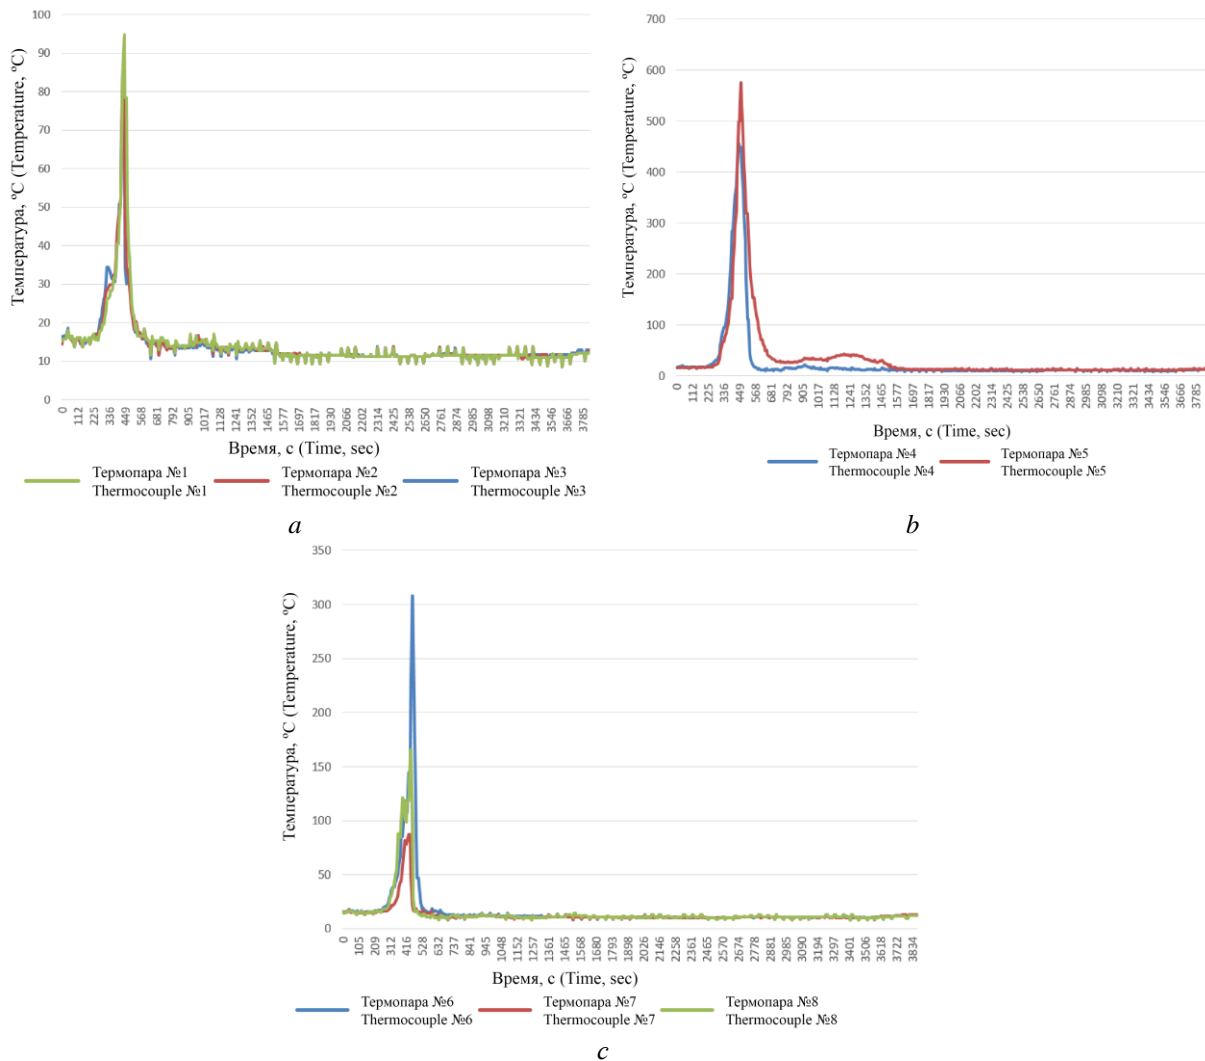 Температура, ºC (Temperature, ºC)
100
90
80
70
60
50
40
30
20
10
0
0 112 225 336 449 568 681 792 905 1017 1128 1241 1352 1465 1577 1697 1817 1930 2066 2202 2314 2425 2538 2650 2761 2874 2985 3098 3210 3321 3434 3546 3666 3785
Время, с (Time, sec)
Термопара №1 Термопара №2 Термопара №3
Thermocouple №1 Thermocouple №2 Thermocouple №3
a
Температура, ºC (Temperature, ºC)
700
600
500
400
300
200
100
0
0 112 225 336 449 568 681 792 905 1017 1128 1241 1352 1465 1577 1697 1817 1930 2066 2202 2314 2425 2538 2650 2761 2874 2985 3098 3210 3321 3434 3546 3666 3785
Время, с (Time, sec)
Термопара №4 Термопара №5
Thermocouple №4 Thermocouple №5
b
Температура, ºC (Temperature, ºC)
350
300
250
200
150
100
50
0
0 105 209 312 416 528 632 737 841 945 1048 1152 1257 1361 1465 1568 1680 1793 1898 2026 2146 2258 2361 2465 2570 2674 2778 2881 2985 3090 3194 3297 3401 3506 3618 3722 3834
Время, с (Time, sec)
Термопара №6 Термопара №7 Термопара №8
Thermocouple №6 Thermocouple №7 Thermocouple №8
c